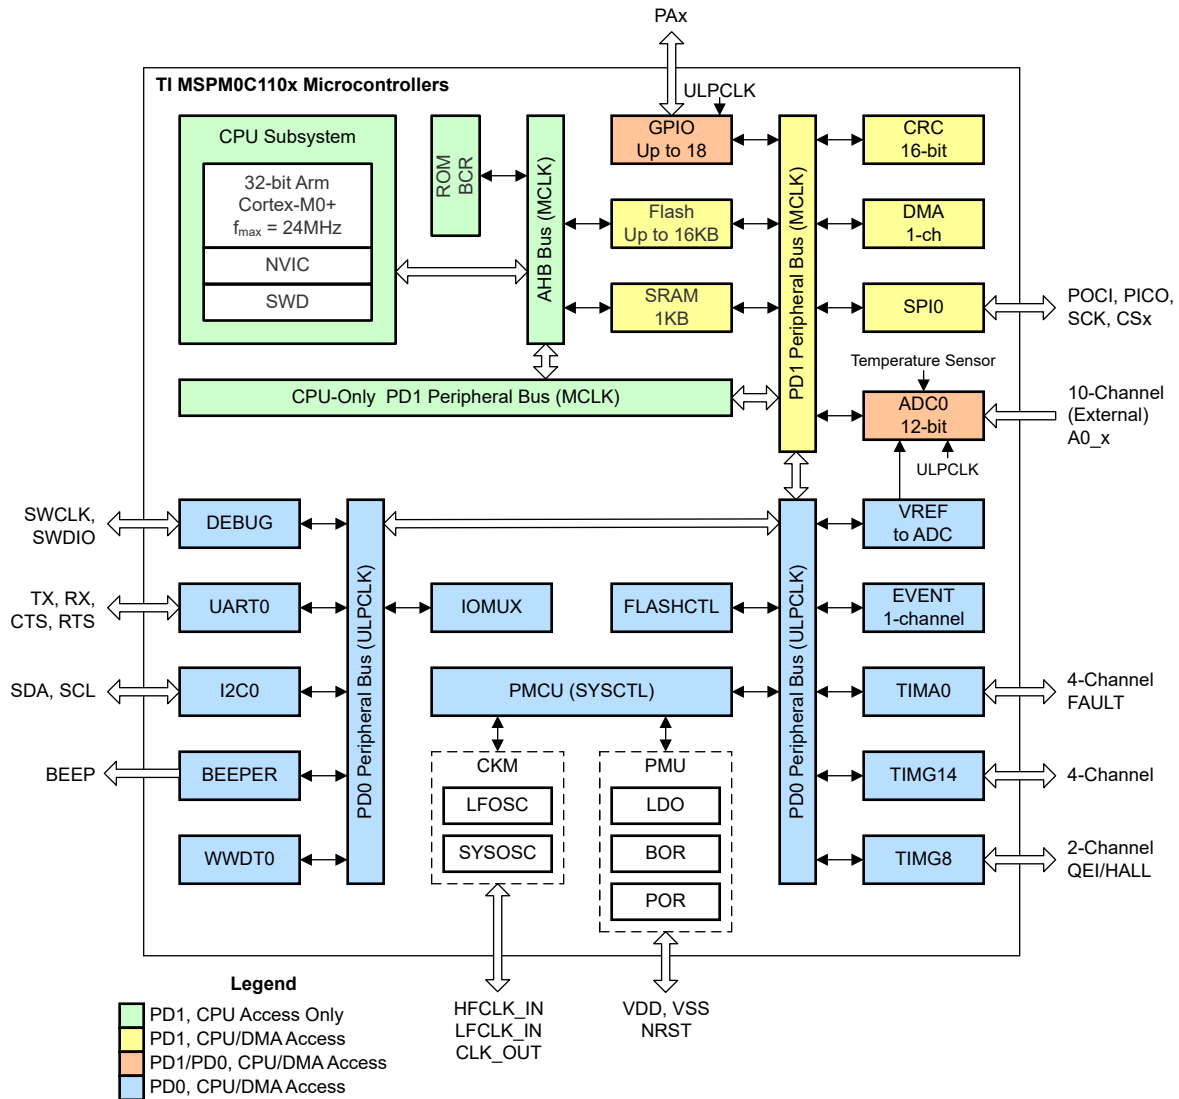 PAx
TI MSPM0C110x Microcontrollers
ULPCLK
CPU Subsystem
32-bit Arm
Cortex-M0+
fmax = 24MHz
NVIC
SWD
ROM
BCR
AHB Bus (MCLK)
GPIO
Up to 18
Flash
Up to 16KB
SRAM
1KB
PD1 Peripheral Bus (MCLK)
CRC
16-bit
DMA
1-ch
SPI0
POCI, PICO,
SCK, CSx
Temperature Sensor
ADC0
12-bit
ULPCLK
10-Channel
(External)
A0_x
CPU-Only PD1 Peripheral Bus (MCLK)
SWCLK,
SWDIO
DEBUG
TX, RX,
CTS, RTS
UART0
SDA, SCL
I2C0
BEEP
BEEPER
WWDT0
PD0 Peripheral Bus (ULPCLK)
IOMUX
FLASHCTL
PMCU (SYSCTL)
CKM
LFOSC
SYSOSC
PMU
LDO
BOR
POR
PD0 Peripheral Bus (ULPCLK)
VREF
to ADC
EVENT
1-channel
TIMA0
4-Channel
FAULT
TIMG14
4-Channel
TIMG8
2-Channel
QEI/HALL
HFCLK_IN
LFCLK_IN
CLK_OUT
VDD, VSS
NRST
Legend
PD1, CPU Access Only
PD1, CPU/DMA Access
PD1/PD0, CPU/DMA Access
PD0, CPU/DMA Access